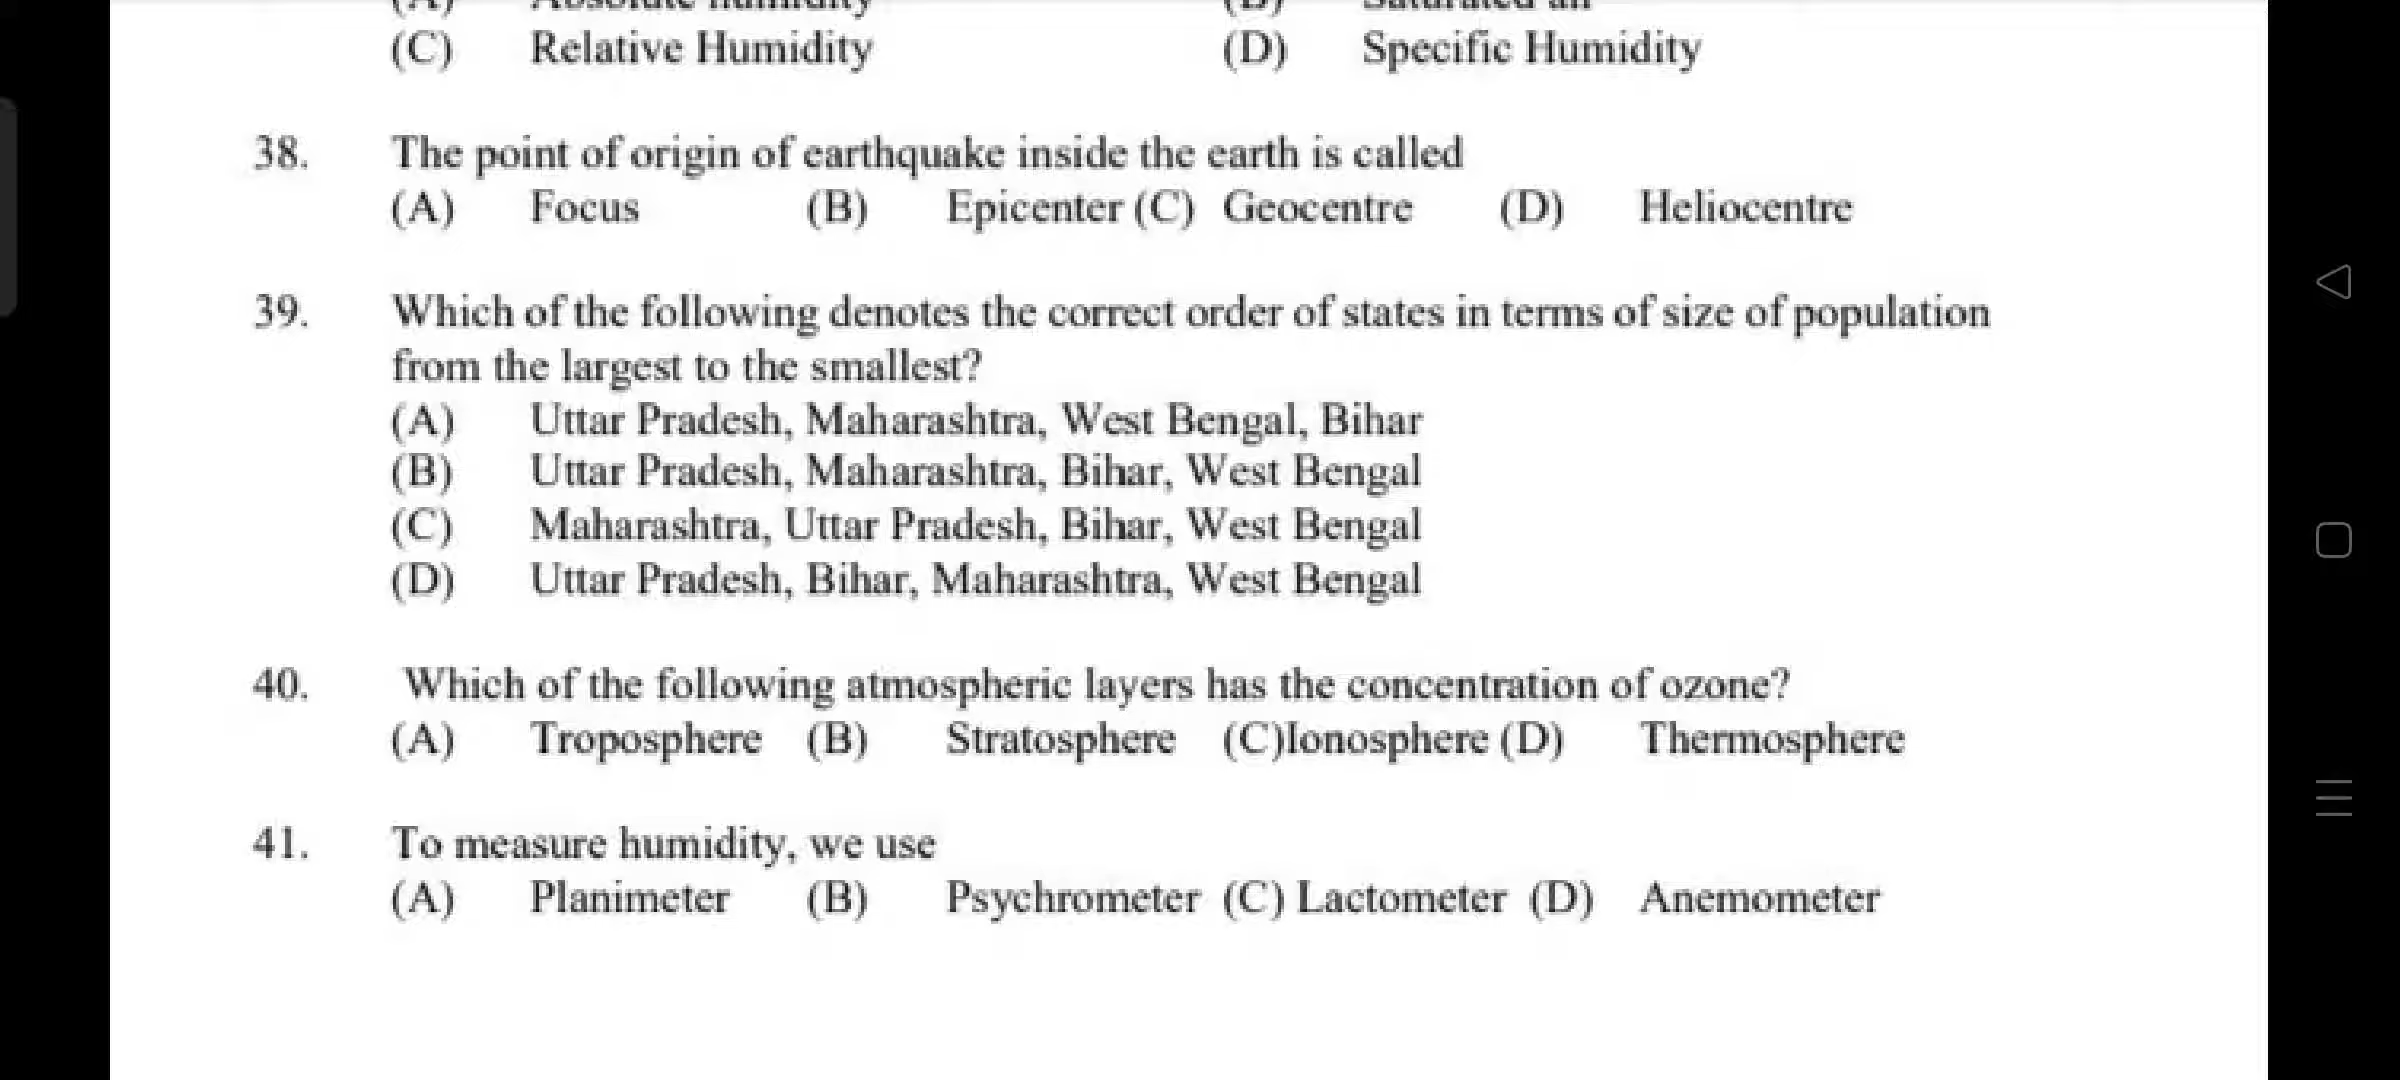 (A) Absolute humidity (B) Saturated air
(C) Relative Humidity (D) Specific Humidity
38. The point of origin of earthquake inside the earth is called
(A) Focus (B) Epicenter (C) Geocentre (D) Heliocentre
39. Which of the following denotes the correct order of states in terms of size of population
from the largest to the smallest?
(A) Uttar Pradesh, Maharashtra, West Bengal, Bihar
(B) Uttar Pradesh, Maharashtra, Bihar, West Bengal
(C) Maharashtra, Uttar Pradesh, Bihar, West Bengal
(D) Uttar Pradesh, Bihar, Maharashtra, West Bengal
40. Which of the following atmospheric layers has the concentration of ozone?
(A) Troposphere (B) Stratosphere (C)Ionosphere (D) Thermosphere
41. To measure humidity, we use
(A) Planimeter (B) Psychrometer (C) Lactometer (D) Anemometer